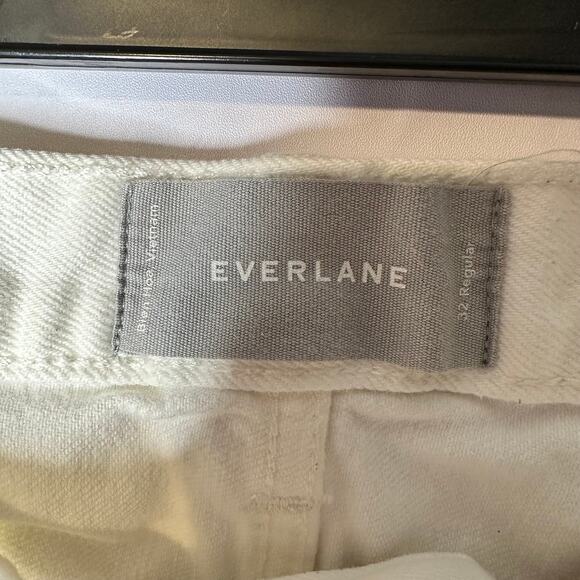 Bien Hoa, Vietnam
EVERLANE
32 Regular